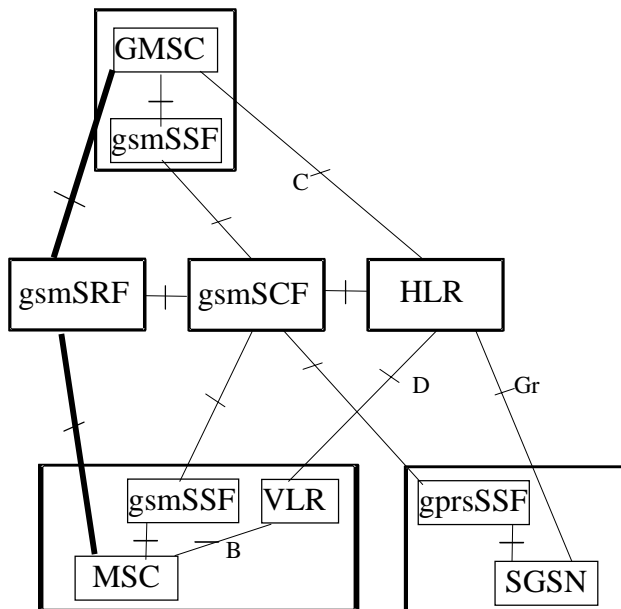 GMSC
gsmSSF
C
gsmSRF
gsmSCF
HLR
D
Gr
gsmSSF
VLR
gprsSSF
B
MSC
SGSN